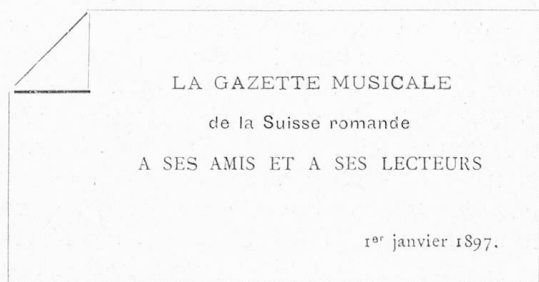 LA GAZETTE MUSICALE
de la Suisse romande
A SES AMIS ET A SES LECTEURS
1er janvier 1897.